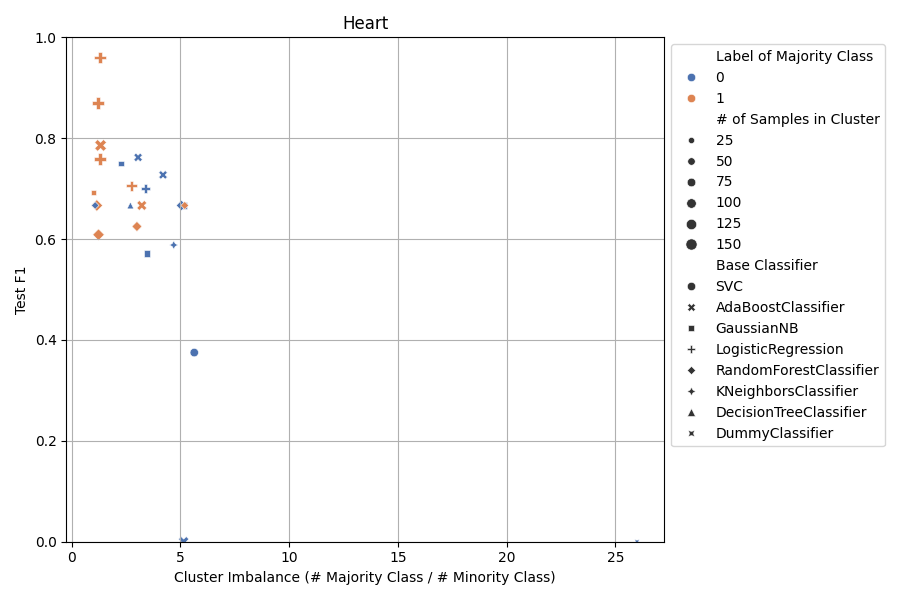 Heart
1.0
0.8
0.6
0.4
0.2
0.0
Test F1
0
5
10
15
20
25
Cluster Imbalance (# Majority Class / # Minority Class)
Label of Majority Class
0
1
# of Samples in Cluster
25
50
75
100
125
150
Base Classifier
SVC
AdaBoostClassifier
GaussianNB
LogisticRegression
RandomForestClassifier
KNeighborsClassifier
DecisionTreeClassifier
DummyClassifier